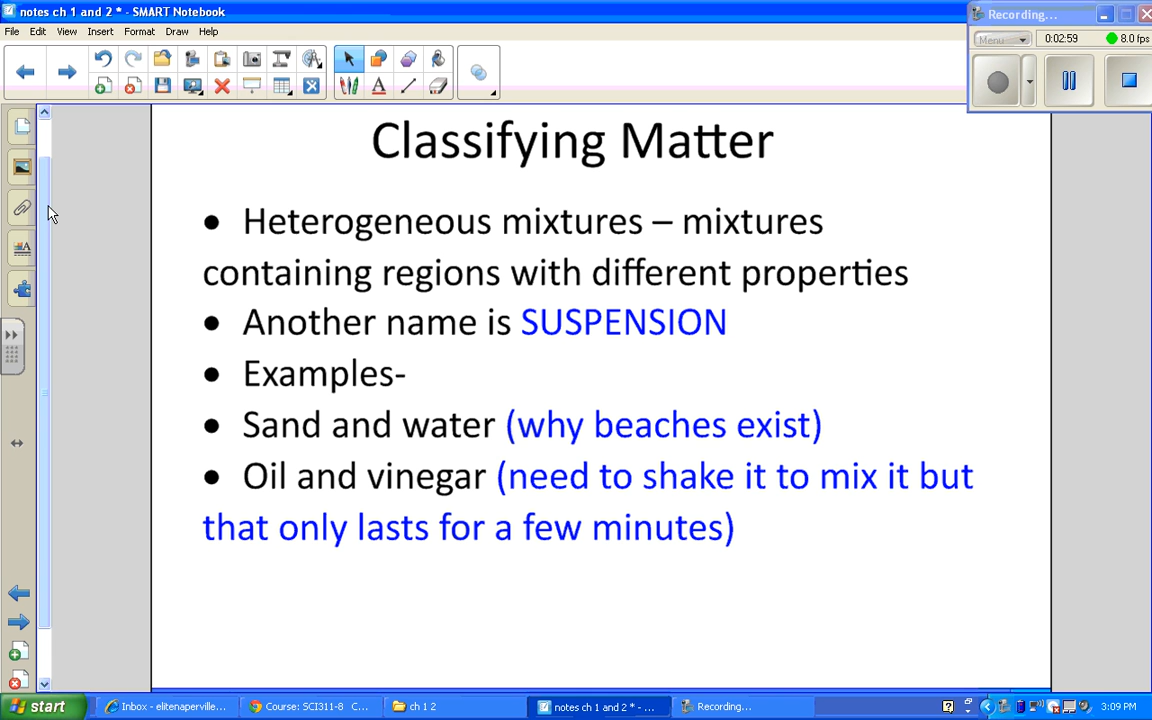 notes ch 1 and 2 * - SMART Notebook
Recording...
File Edit View Insert Format Draw Help
Menu 0:02:59 8.0 fps
Classifying Matter
• Heterogeneous mixtures – mixtures
containing regions with different properties
• Another name is SUSPENSION
• Examples-
• Sand and water (why beaches exist)
• Oil and vinegar (need to shake it to mix it but
that only lasts for a few minutes)
start Inbox - elitenaperville... Course: SCI311-8 C... ch 1 2 notes ch 1 and 2 * - ... Recording... 3:09 PM